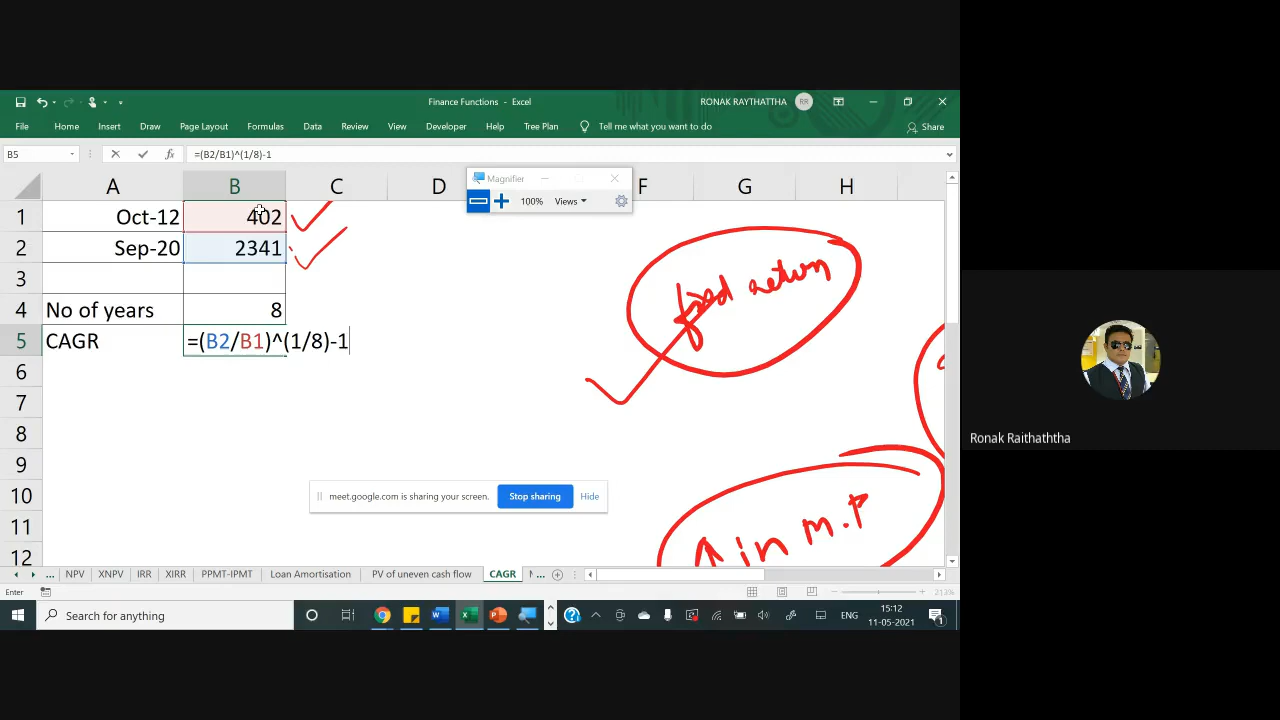 Finance Functions - Excel
RONAK RAYTHATTHA
RR
File Home Insert Draw Page Layout Formulas Data Review View Developer Help Tree Plan Tell me what you want to do Share
B5 fx =(B2/B1)^(1/8)-1
Magnifier
100% Views
A B C D F G H
1 Oct-12 402
2 Sep-20 2341
3
4 No of years 8
5 CAGR =(B2/B1)^(1/8)-1
6
7
8
9
10
11
12
fixed return
↑ in M.P
meet.google.com is sharing your screen. Stop sharing Hide
Ronak Raithaththa
... NPV XNPV IRR XIRR PPMT-IPMT Loan Amortisation PV of uneven cash flow CAGR ...
Enter 213%
Search for anything
ENG
15:12
11-05-2021
1